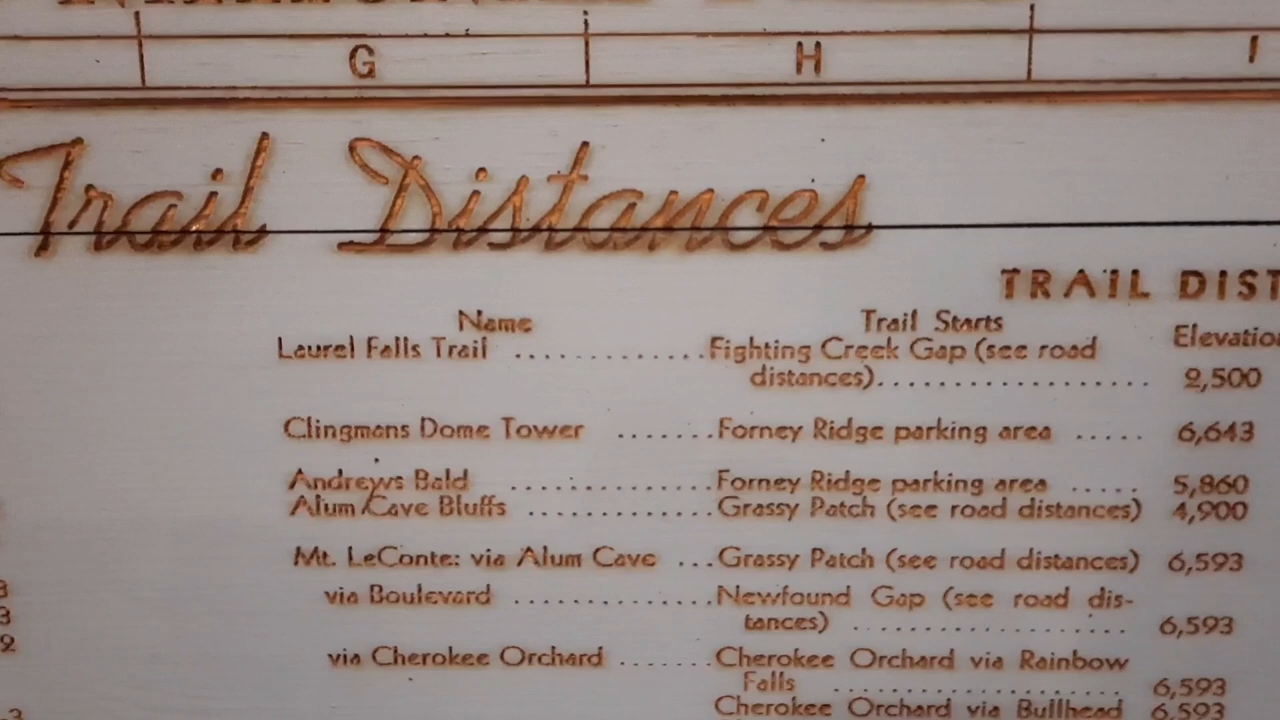 G H I
Trail Distances
TRAIL DIST
Name Trail Starts Elevation
Laurel Falls Trail .............Fighting Creek Gap (see road
distances).................. 2,500
Clingmans Dome Tower .......Forney Ridge parking area ..... 6,643
Andrews Bald .............Forney Ridge parking area ..... 5,860
Alum Cave Bluffs ............Grassy Patch (see road distances) 4,900
Mt. LeConte: via Alum Cave ...Grassy Patch (see road distances) 6,593
via Boulevard .............Newfound Gap (see road dis-
tances) ................... 6,593
via Cherokee Orchard .......Cherokee Orchard via Rainbow
Falls ................... 6,593
Cherokee Orchard via Bullhead 6,593